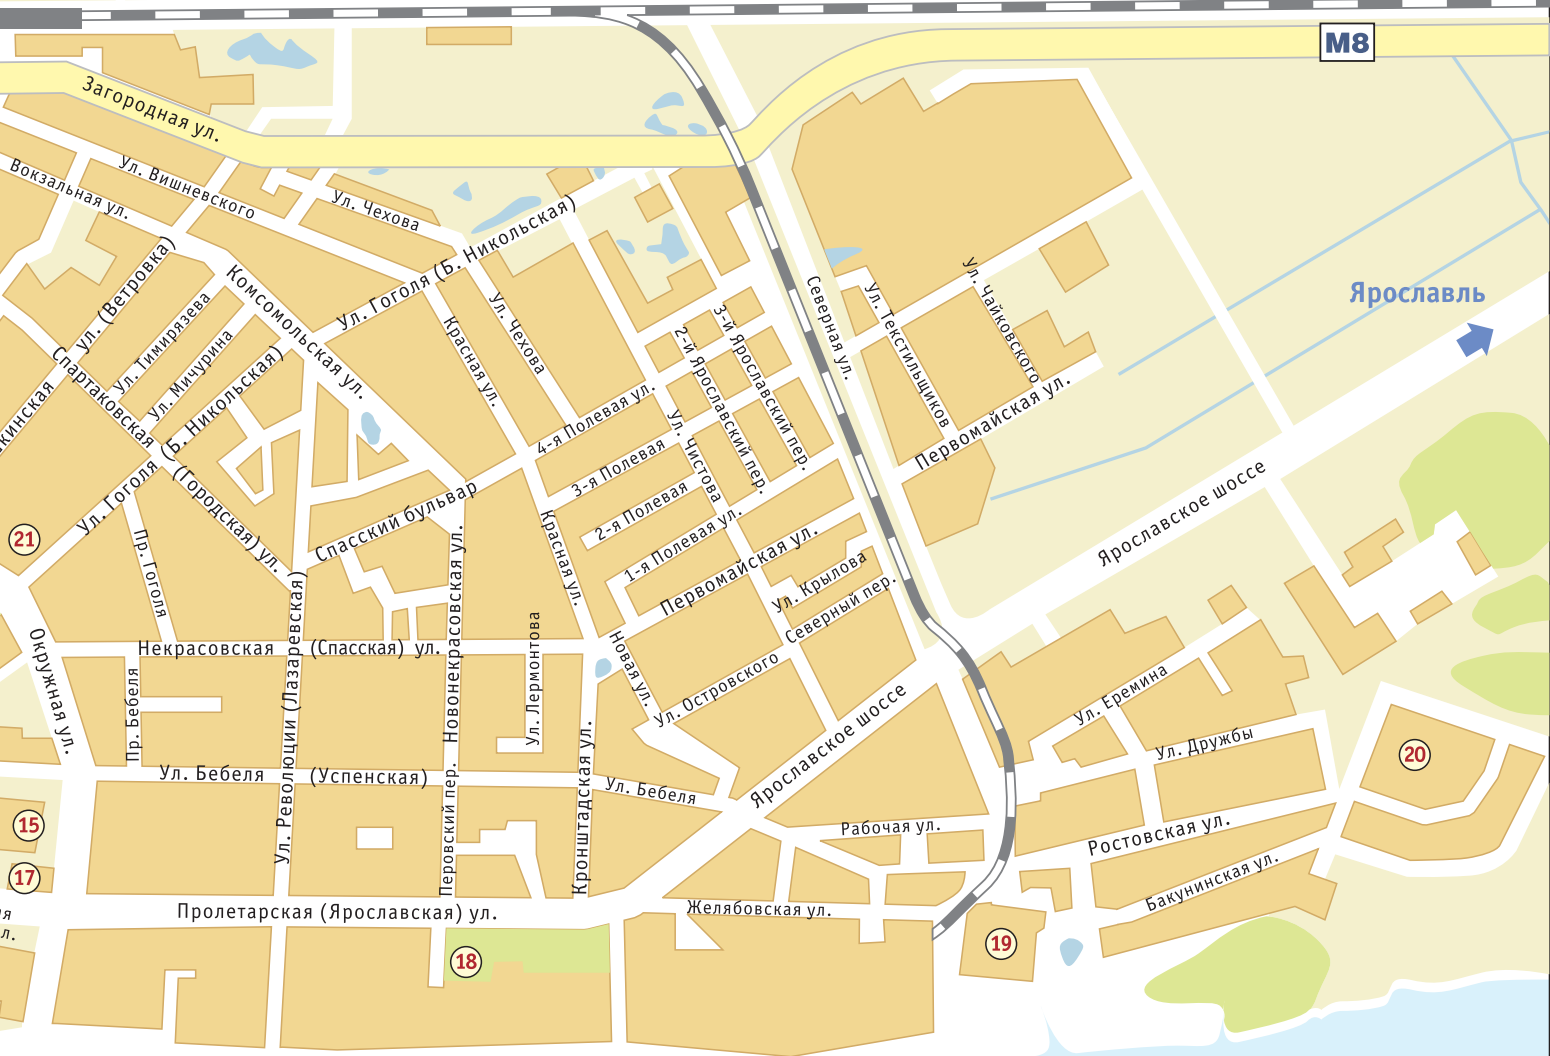 М8
Загородная ул.
Ул. Вишневского
Вокзальная ул.
Ул. Чехова
Ул. Гоголя (Б. Никольская)
ул. (Ветровка)
Комсомольская ул.
Северная ул.
Ул. Чайковского
Ул. Текстильщиков
Ярославль
Ул. Тимирязева
Ул. Мичурина
Красная ул.
Ул. Чехова
2-й Ярославский пер.
3-й Ярославский пер.
Спартаковская
(Городская) ул.
Ул. Гоголя (Б. Никольская)
4-я Полевая ул.
3-я Полевая
2-я Полевая
1-я Полевая ул.
Ул. Чистова
Первомайская ул.
Первомайская ул.
Ярославское шоссе
Спасский бульвар
21
Пр. Гоголя
Красная ул.
Ул. Крылова
Северный пер.
Ул. Островского
Новая ул.
Окружная ул.
Некрасовская (Спасская) ул.
Ул. Революции (Лазаревская)
Новонекрасовская ул.
Ул. Лермонтова
Пр. Бебеля
Ул. Бебеля (Успенская)
Ул. Бебеля
Перовский пер.
Кронштадская ул.
Ярославское шоссе
Ул. Еремина
Ул. Дружбы
20
Рабочая ул.
Ростовская ул.
Бакунинская ул.
15
17
Пролетарская (Ярославская) ул.
Желябовская ул.
18
19